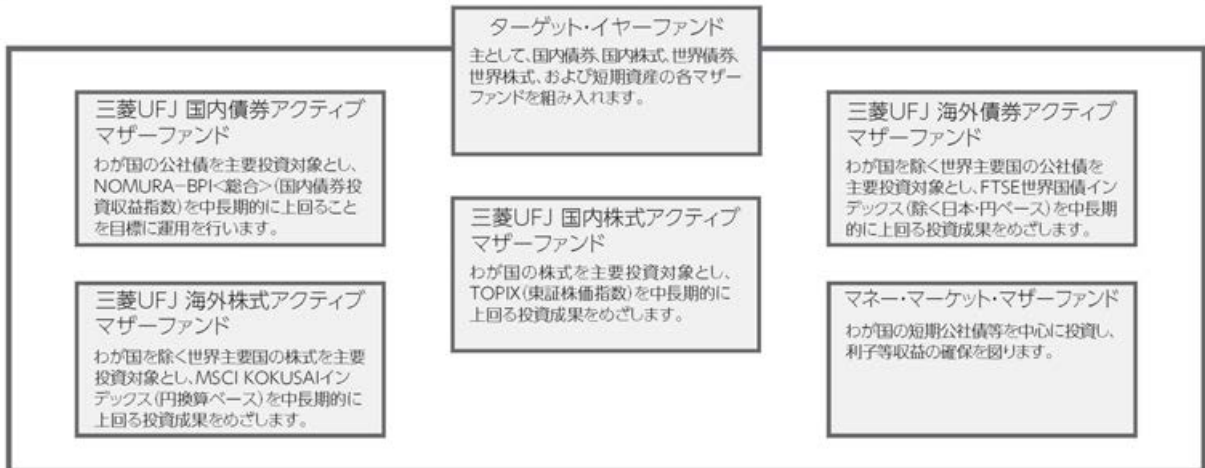 ターゲット・イヤーファンド
主として、国内債券、国内株式、世界債券、
世界株式、および短期資産の各マザー
ファンドを組み入れます。
三菱UFJ 国内債券アクティブ
マザーファンド
わが国の公社債を主要投資対象とし、
NOMURA-BPI<総合>(国内債券投
資収益指数)を中長期的に上回ること
を目標に運用を行います。
三菱UFJ 国内株式アクティブ
マザーファンド
わが国の株式を主要投資対象とし、
TOPIX(東証株価指数)を中長期的に
上回る投資成果をめざします。
三菱UFJ 海外債券アクティブ
マザーファンド
わが国を除く世界主要国の公社債を
主要投資対象とし、FTSE世界国債イン
デックス(除く日本・円ベース)を中長期
的に上回る投資成果をめざします。
三菱UFJ 海外株式アクティブ
マザーファンド
わが国を除く世界主要国の株式を主要
投資対象とし、MSCI KOKUSAIイン
デックス(円換算ベース)を中長期的に
上回る投資成果をめざします。
マネー・マーケット・マザーファンド
わが国の短期公社債等を中心に投資し、
利子等収益の確保を図ります。